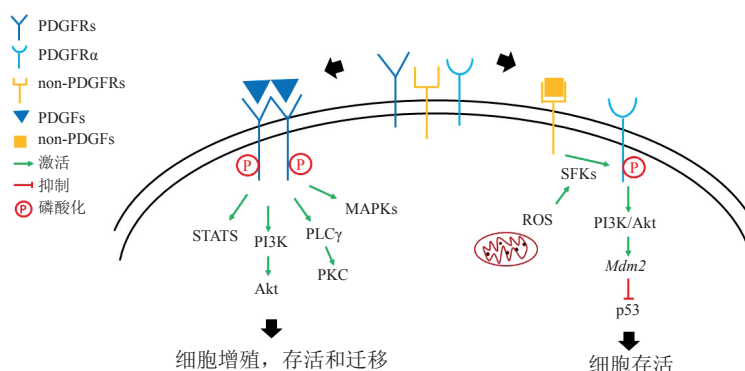 PDGFRs
PDGFRα
non-PDGFRs
PDGFs
non-PDGFs
激活
抑制
P 磷酸化
P P
STATS PI3K PLCγ MAPKs
Akt PKC
细胞增殖，存活和迁移
P
SFKs
ROS
PI3K/Akt
Mdm2
p53
细胞存活